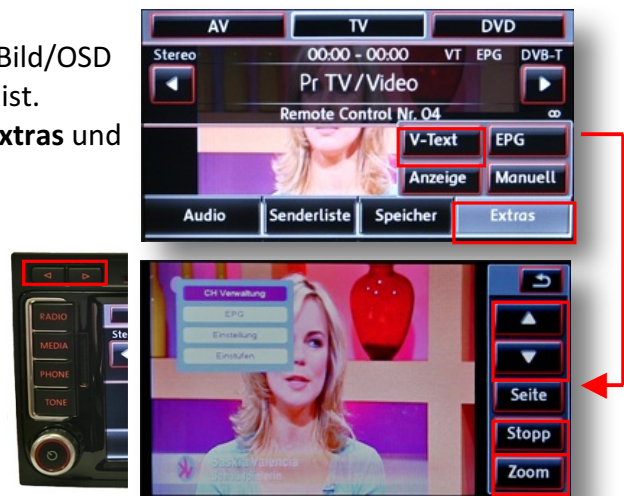 Bild/OSD
ist.
xtras und
AV TV DVD
Stereo 00:00 - 00:00 VT EPG DVB-T
Pr TV/Video
Remote Control Nr. 04
V-Text EPG
Anzeige Manuell
Audio Senderliste Speicher Extras
RADIO
MEDIA
PHONE
TONE
Ste
CH Verwaltung
EPG
Einstellung
Einstufen
Seite
Stopp
Zoom